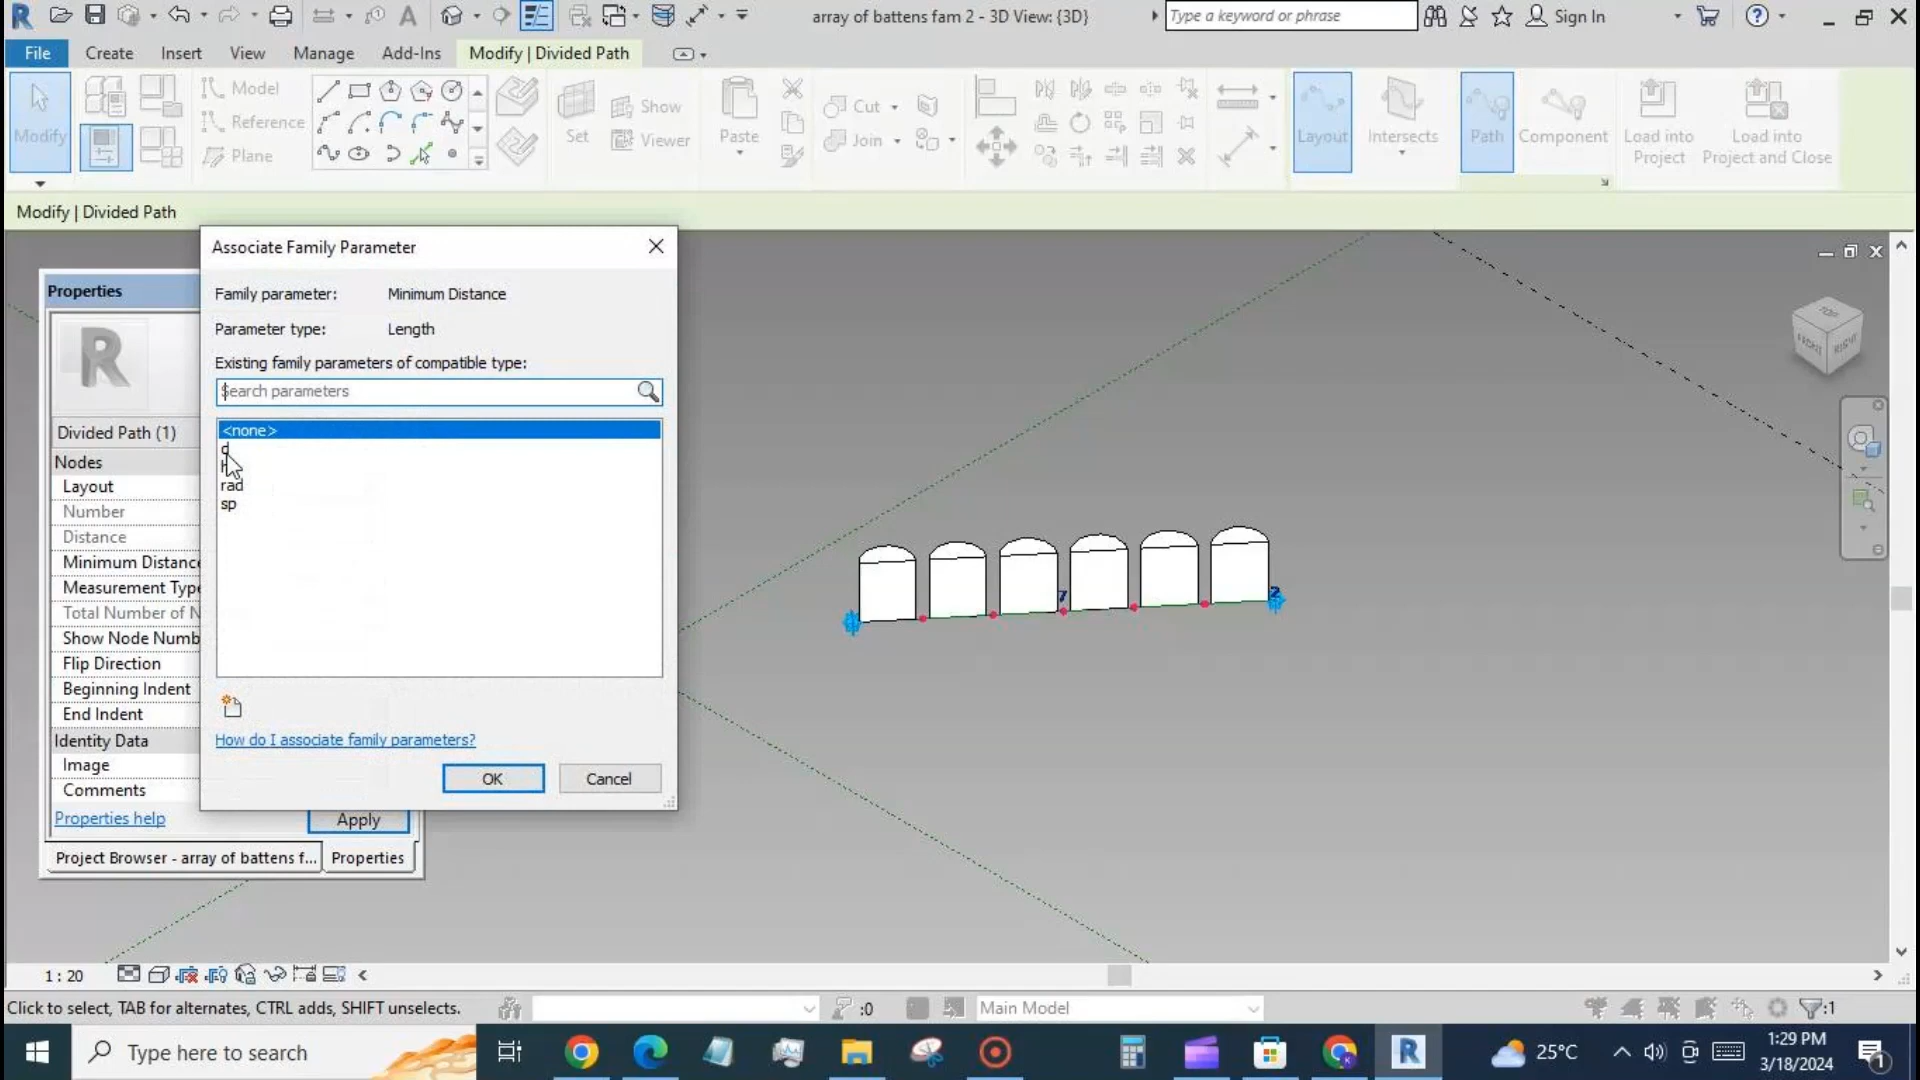 array of battens fam 2 - 3D View: {3D}
Type a keyword or phrase
Sign In
File
Create
Insert
View
Manage
Add-Ins
Modify | Divided Path
Modify
Model
Reference
Plane
Set
Show
Viewer
Paste
Cut
Join
Layout
Intersects
Path
Component
Load into
Project
Load into
Project and Close
Modify | Divided Path
Associate Family Parameter
Family parameter: Minimum Distance
Parameter type: Length
Existing family parameters of compatible type:
Search parameters
<none>
rad
sp
How do I associate family parameters?
OK
Cancel
Properties
Divided Path (1)
Nodes
Layout
Number
Distance
Minimum Distance
Measurement Type
Total Number of N
Show Node Numb
Flip Direction
Beginning Indent
End Indent
Identity Data
Image
Comments
Properties help
Apply
Project Browser - array of battens f...
Properties
TOP
FRONT
RIGHT
7
2
1 : 20
Click to select, TAB for alternates, CTRL adds, SHIFT unselects.
:0
Main Model
:1
Type here to search
25°C
1:29 PM
3/18/2024
1